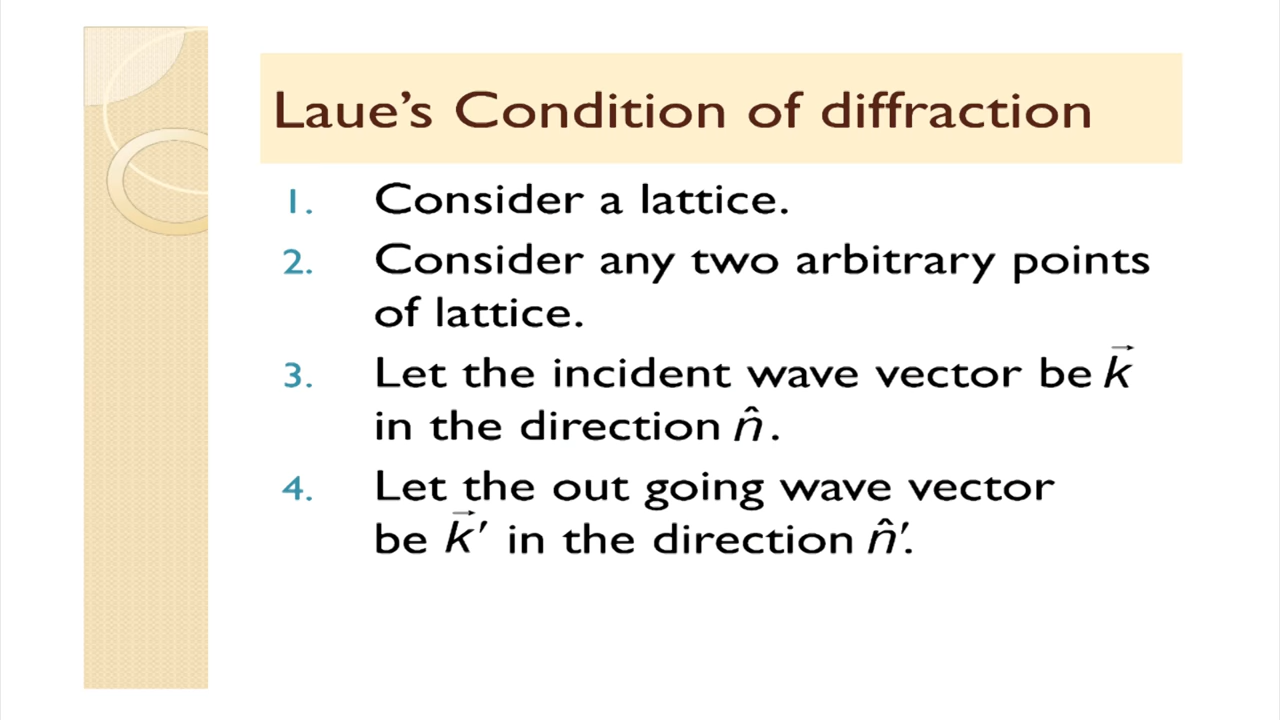 Laue’s Condition of diffraction
1. Consider a lattice.
2. Consider any two arbitrary points
of lattice.
3. Let the incident wave vector be k⃗
in the direction n̂ .
4. Let the out going wave vector
be k⃗′ in the direction n̂′.